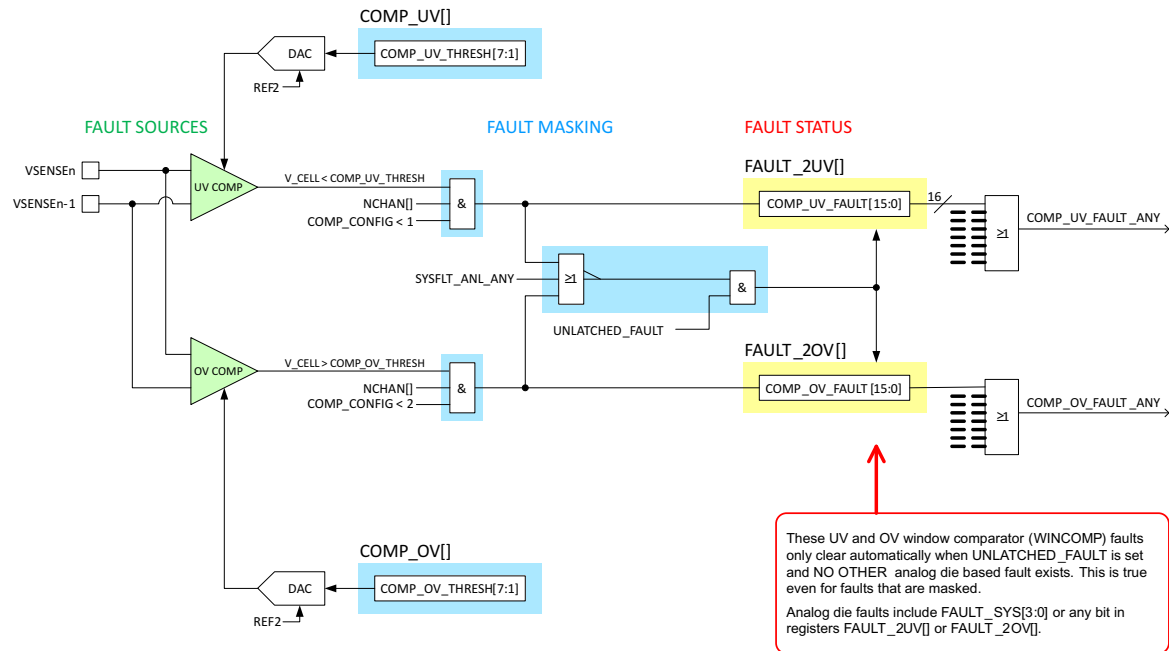 COMP_UV[]
DAC
COMP_UV_THRESH[7:1]
REF2
FAULT SOURCES
FAULT MASKING
FAULT STATUS
FAULT_2UV[]
VSENSEn
V_CELL < COMP_UV_THRESH
UV COMP
NCHAN[]
&
COMP_UV_FAULT[15:0]
16
VSENSEn-1
COMP_CONFIG < 1
≥1
COMP_UV_FAULT_ANY
SYSFLT_ANL_ANY
≥1
&
UNLATCHED_FAULT
FAULT_2OV[]
V_CELL > COMP_OV_THRESH
OV COMP
NCHAN[]
&
COMP_OV_FAULT[15:0]
COMP_CONFIG < 2
≥1
COMP_OV_FAULT_ANY
These UV and OV window comparator (WINCOMP) faults
only clear automatically when UNLATCHED_FAULT is set
and NO OTHER analog die based fault exists. This is true
even for faults that are masked.
Analog die faults include FAULT_SYS[3:0] or any bit in
registers FAULT_2UV[] or FAULT_2OV[].
COMP_OV[]
DAC
COMP_OV_THRESH[7:1]
REF2